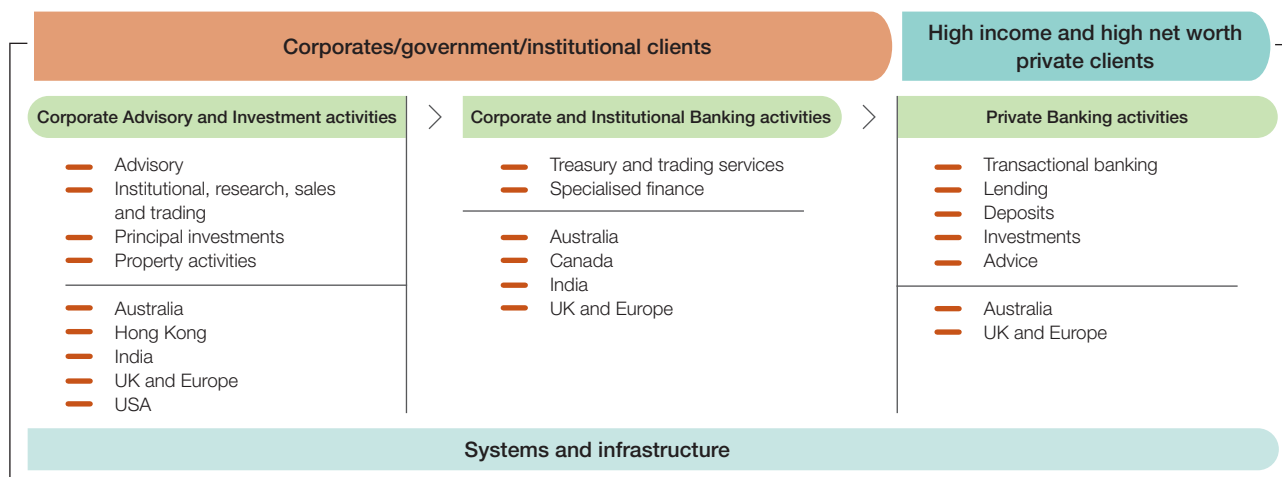 Corporates/government/institutional clients
High income and high net worth
private clients
Corporate Advisory and Investment activities
Advisory
Institutional, research, sales
and trading
Principal investments
Property activities
Australia
Hong Kong
India
UK and Europe
USA
Corporate and Institutional Banking activities
Treasury and trading services
Specialised finance
Australia
Canada
India
UK and Europe
Private Banking activities
Transactional banking
Lending
Deposits
Investments
Advice
Australia
UK and Europe
Systems and infrastructure